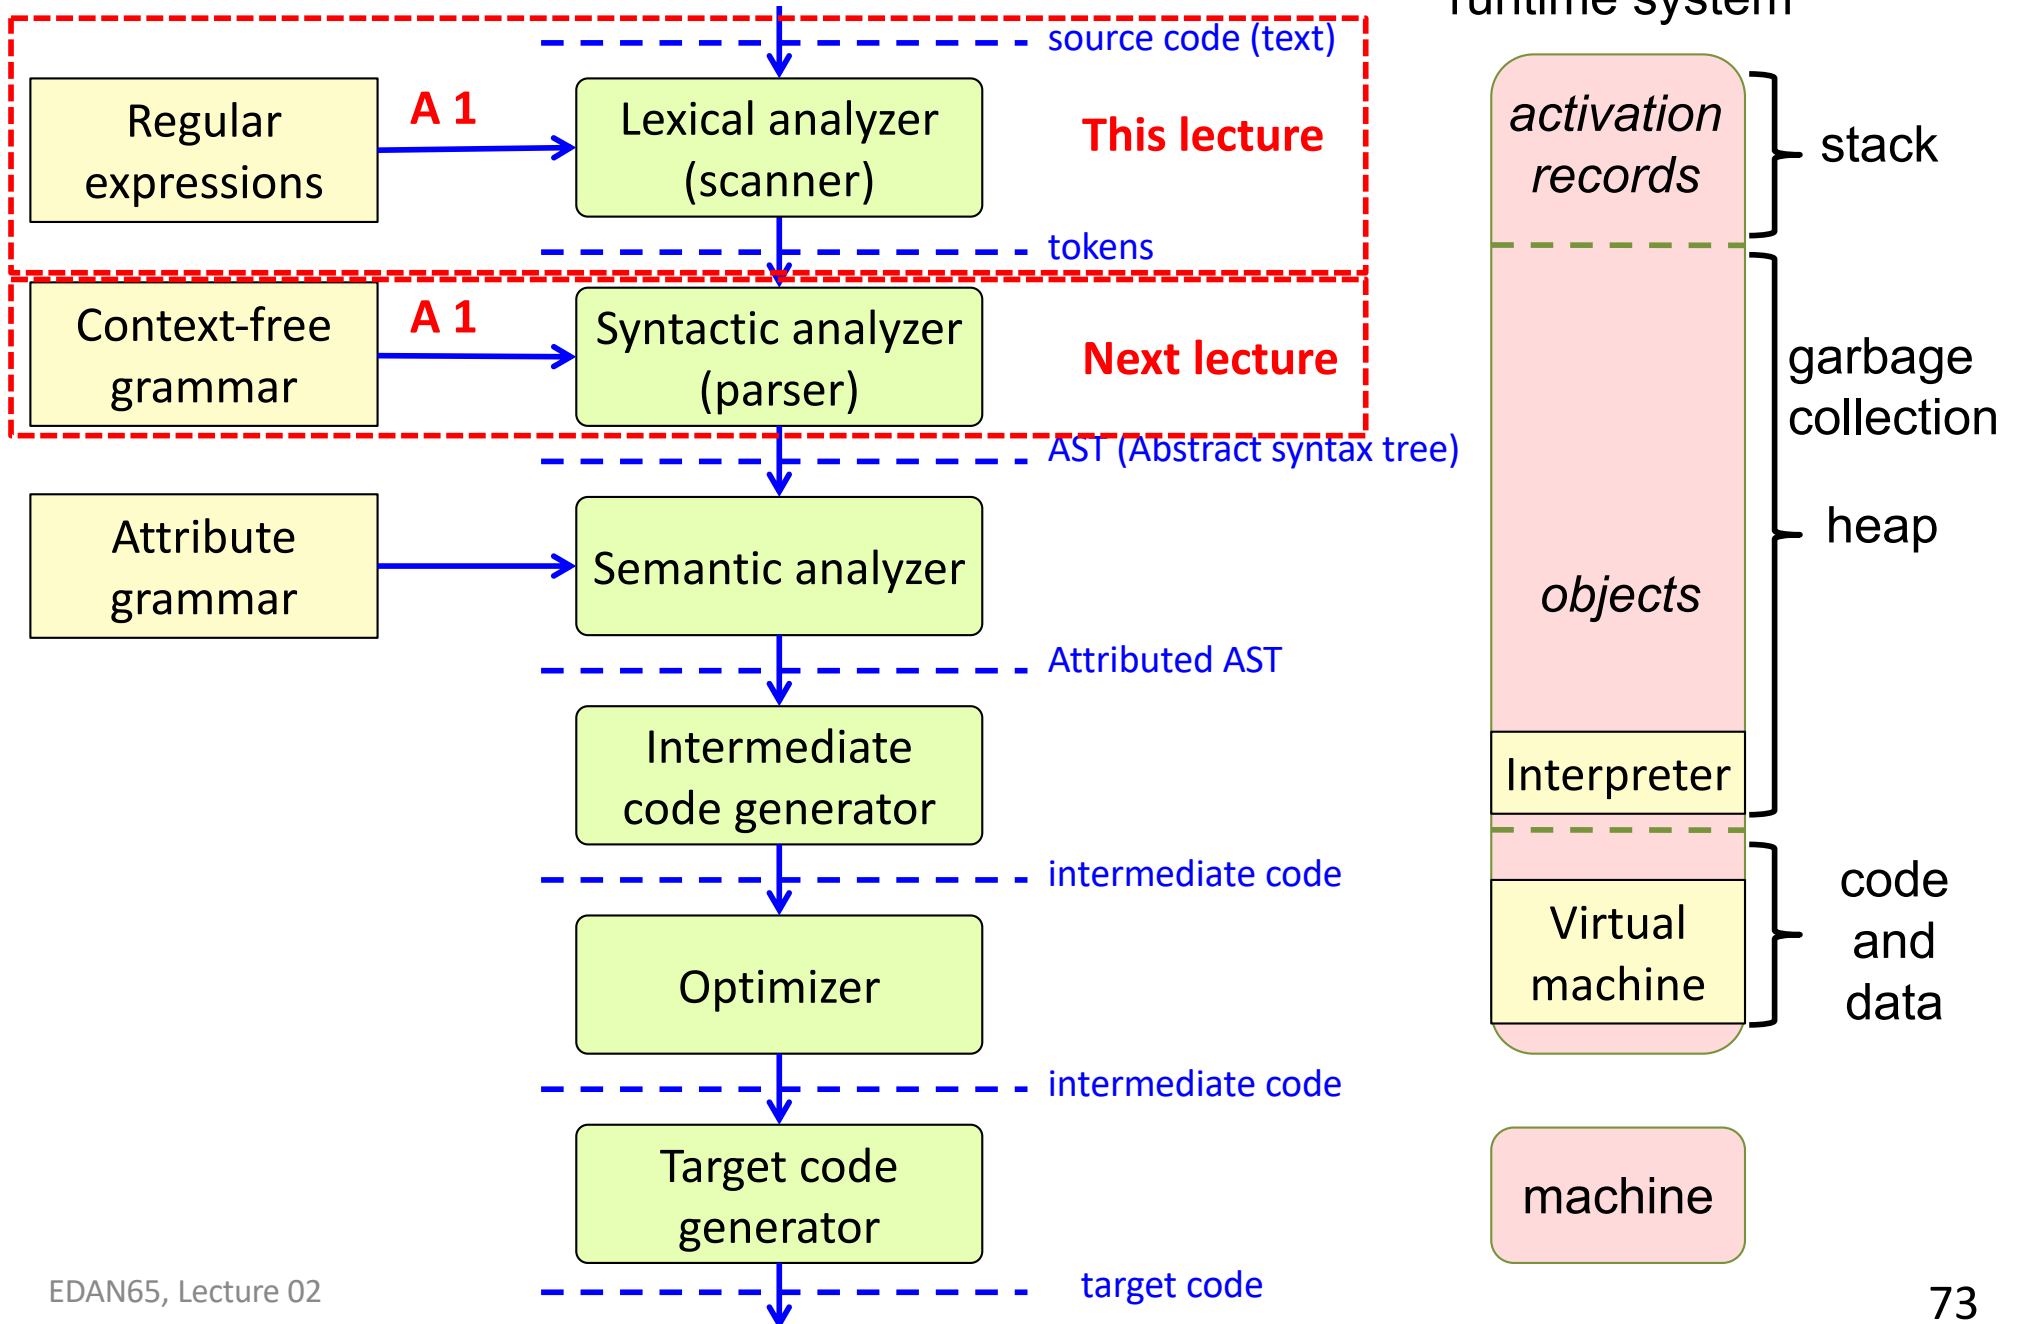 runtime system
source code (text)
Regular
expressions
A 1
Lexical analyzer
(scanner)
This lecture
tokens
Context-free
grammar
A 1
Syntactic analyzer
(parser)
Next lecture
AST (Abstract syntax tree)
Attribute
grammar
Semantic analyzer
Attributed AST
Intermediate
code generator
intermediate code
Optimizer
intermediate code
Target code
generator
target code
activation
records
stack
garbage
collection
heap
objects
Interpreter
Virtual
machine
code
and
data
machine
EDAN65, Lecture 02
73